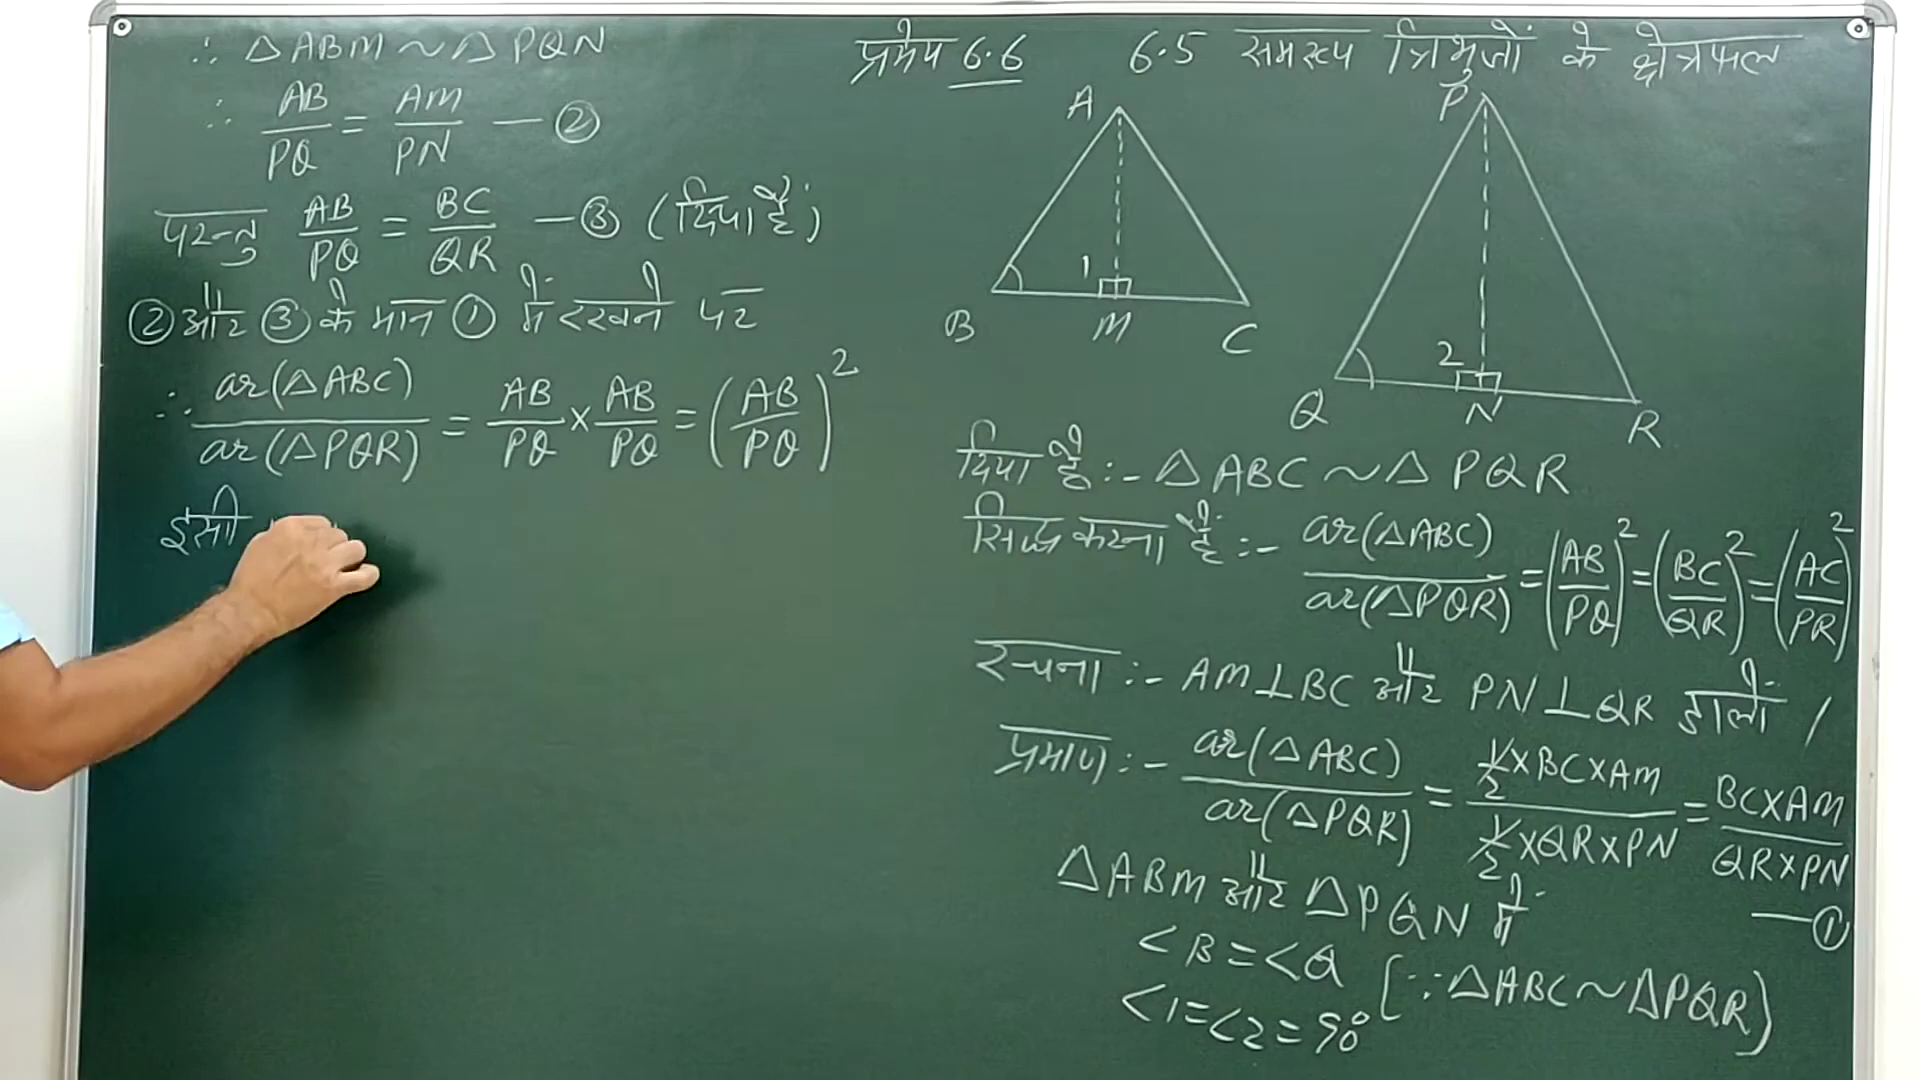 प्रमेय 6.6 6.5 समरूप त्रिभुजों के क्षेत्रफल
A
B
M
C
1
P
Q
N
R
2
दिया है :- △ABC ~ △PQR
सिद्ध करना है :- ar(△ABC)/ar(△PQR) = (AB/PQ)² = (BC/QR)² = (AC/PR)²
रचना :- AM⊥BC और PN⊥QR डालो ।
प्रमाण :- ar(△ABC)/ar(△PQR) = (1/2×BC×AM)/(1/2×QR×PN) = (BC×AM)/(QR×PN) —①
△ABM और △PQN में
<B = <Q [∵ △ABC ~ △PQR)
<1 = <2 = 90°
∴ △ABM ~ △PQN
∴ AB/PQ = AM/PN —②
परन्तु AB/PQ = BC/QR —③ (दिया है)
② और ③ के मान ① में रखने पर
∴ ar(△ABC)/ar(△PQR) = AB/PQ × AB/PQ = (AB/PQ)²
इसी